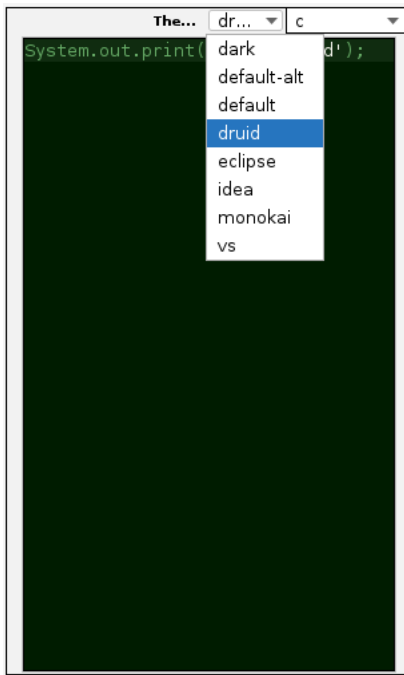 The... dr... c
System.out.print( d');
dark
default-alt
default
druid
eclipse
idea
monokai
vs